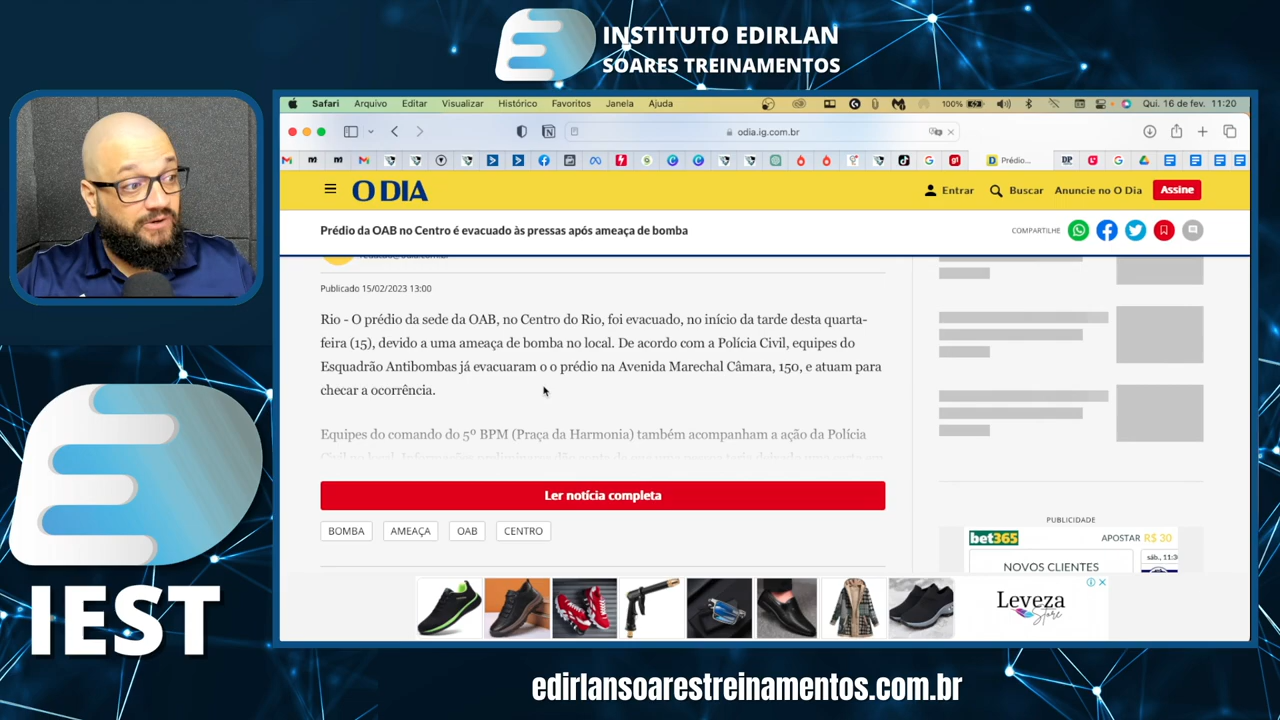 INSTITUTO EDIRLAN
SOARES TREINAMENTOS
Safari Arquivo Editar Visualizar Histórico Favoritos Janela Ajuda 100% Qui. 16 de fev. 11:20
odia.ig.com.br
Prédio...
O DIA Entrar Buscar Anuncie no O Dia Assine
Prédio da OAB no Centro é evacuado às pressas após ameaça de bomba COMPARTILHE
Publicado 15/02/2023 13:00
Rio - O prédio da sede da OAB, no Centro do Rio, foi evacuado, no início da tarde desta quarta-
feira (15), devido a uma ameaça de bomba no local. De acordo com a Polícia Civil, equipes do
Esquadrão Antibombas já evacuaram o o prédio na Avenida Marechal Câmara, 150, e atuam para
checar a ocorrência.
Equipes do comando do 5º BPM (Praça da Harmonia) também acompanham a ação da Polícia
Ler notícia completa
BOMBA AMEAÇA OAB CENTRO
PUBLICIDADE
bet365 APOSTAR R$ 30
sáb., 11:3
NOVOS CLIENTES
Leveza
Store
IEST
edirlansoarestreinamentos.com.br